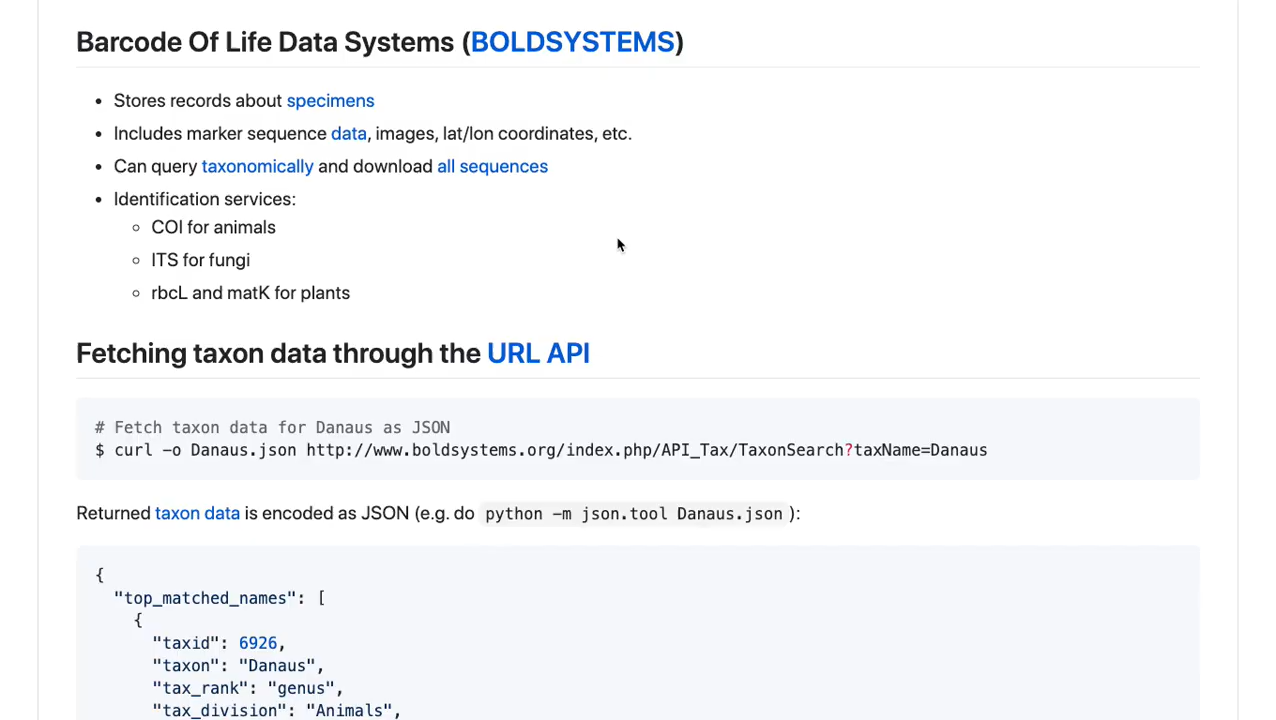 Barcode Of Life Data Systems (BOLDSYSTEMS)
Stores records about specimens
Includes marker sequence data, images, lat/lon coordinates, etc.
Can query taxonomically and download all sequences
Identification services:
COI for animals
ITS for fungi
rbcL and matK for plants
Fetching taxon data through the URL API
# Fetch taxon data for Danaus as JSON
$ curl -o Danaus.json http://www.boldsystems.org/index.php/API_Tax/TaxonSearch?taxName=Danaus
Returned taxon data is encoded as JSON (e.g. do python -m json.tool Danaus.json ):
{
"top_matched_names": [
{
"taxid": 6926,
"taxon": "Danaus",
"tax_rank": "genus",
"tax_division": "Animals",